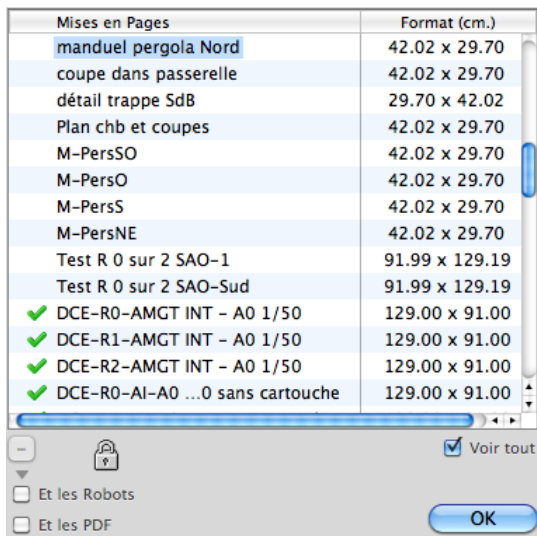 Mises en Pages Format (cm.)
manduel pergola Nord 42.02 x 29.70
coupe dans passerelle 42.02 x 29.70
détail trappe SdB 29.70 x 42.02
Plan chb et coupes 42.02 x 29.70
M-PersSO 42.02 x 29.70
M-PersO 42.02 x 29.70
M-PersS 42.02 x 29.70
M-PersNE 42.02 x 29.70
Test R 0 sur 2 SAO-1 91.99 x 129.19
Test R 0 sur 2 SAO-Sud 91.99 x 129.19
DCE-R0-AMGT INT - A0 1/50 129.00 x 91.00
DCE-R1-AMGT INT - A0 1/50 129.00 x 91.00
DCE-R2-AMGT INT - A0 1/50 129.00 x 91.00
DCE-R0-AI-A0 ...0 sans cartouche 129.00 x 91.00
Voir tout
Et les Robots
Et les PDF
OK